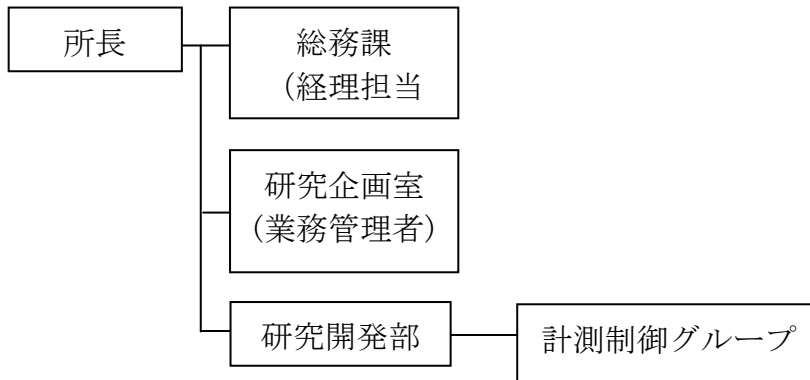 所長
総務課
（経理担当
研究企画室
（業務管理者）
研究開発部
計測制御グループ